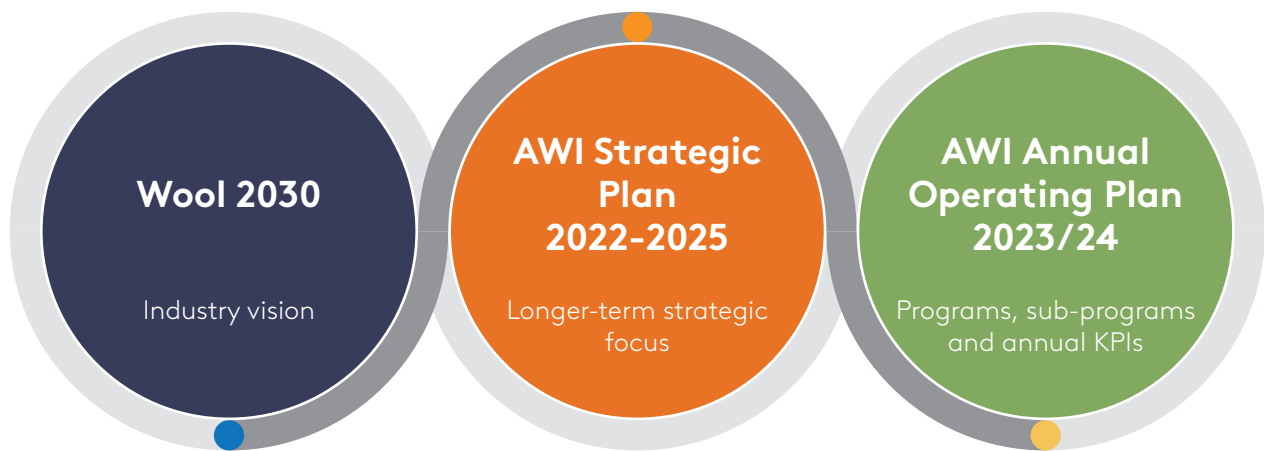 Wool 2030
Industry vision
AWI Strategic
Plan
2022-2025
Longer-term strategic
focus
AWI Annual
Operating Plan
2023/24
Programs, sub-programs
and annual KPIs